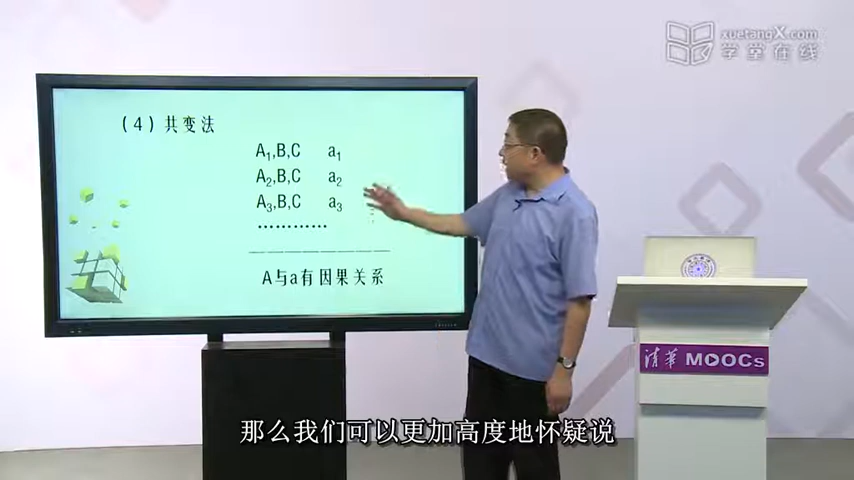 xuetangX.com
学堂在线
(4) 共变法
A1,B,C a1
A2,B,C a2
A3,B,C a3
............
A与a有因果关系
清華 MOOCs
那么我们可以更加高度地怀疑说